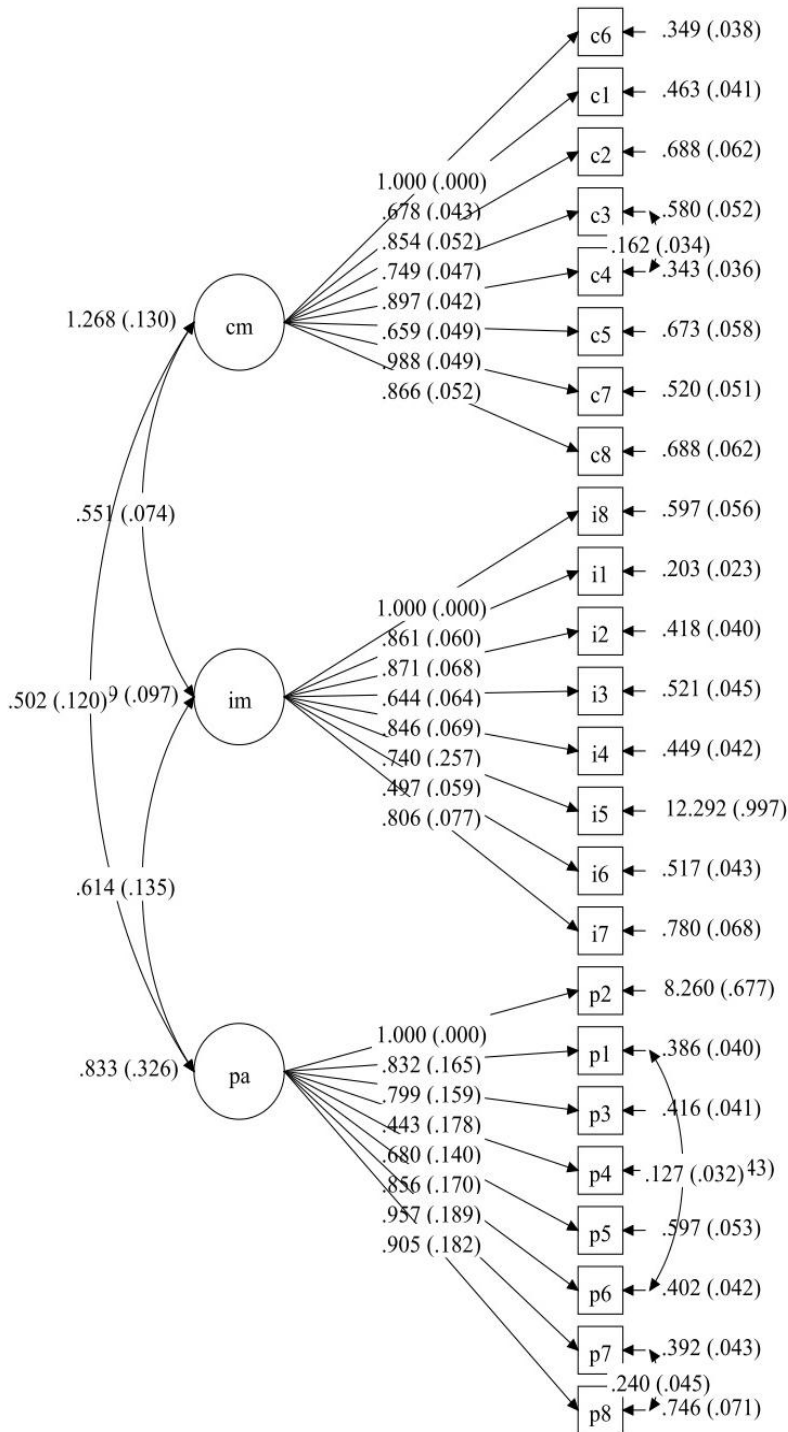 c6 .349 (.038)
c1 .463 (.041)
c2 .688 (.062)
1.000 (.000)
.678 (.043)
c3 .580 (.052)
.854 (.052)
.162 (.034)
.749 (.047)
c4 .343 (.036)
.897 (.042)
1.268 (.130) cm
.659 (.049)
c5 .673 (.058)
.988 (.049)
.866 (.052)
c7 .520 (.051)
c8 .688 (.062)
.551 (.074)
i8 .597 (.056)
i1 .203 (.023)
1.000 (.000)
.861 (.060)
i2 .418 (.040)
.871 (.068)
.502 (.120) 9 (.097) im
.644 (.064)
i3 .521 (.045)
.846 (.069)
i4 .449 (.042)
.740 (.257)
.497 (.059)
i5 12.292 (.997)
.806 (.077)
i6 .517 (.043)
.614 (.135)
i7 .780 (.068)
p2 8.260 (.677)
1.000 (.000)
p1 .386 (.040)
.832 (.165)
.833 (.326) pa
.799 (.159)
p3 .416 (.041)
.443 (.178)
.680 (.140)
p4 .127 (.032) 43)
.856 (.170)
.957 (.189)
p5 .597 (.053)
.905 (.182)
p6 .402 (.042)
p7 .392 (.043)
.240 (.045)
p8 .746 (.071)